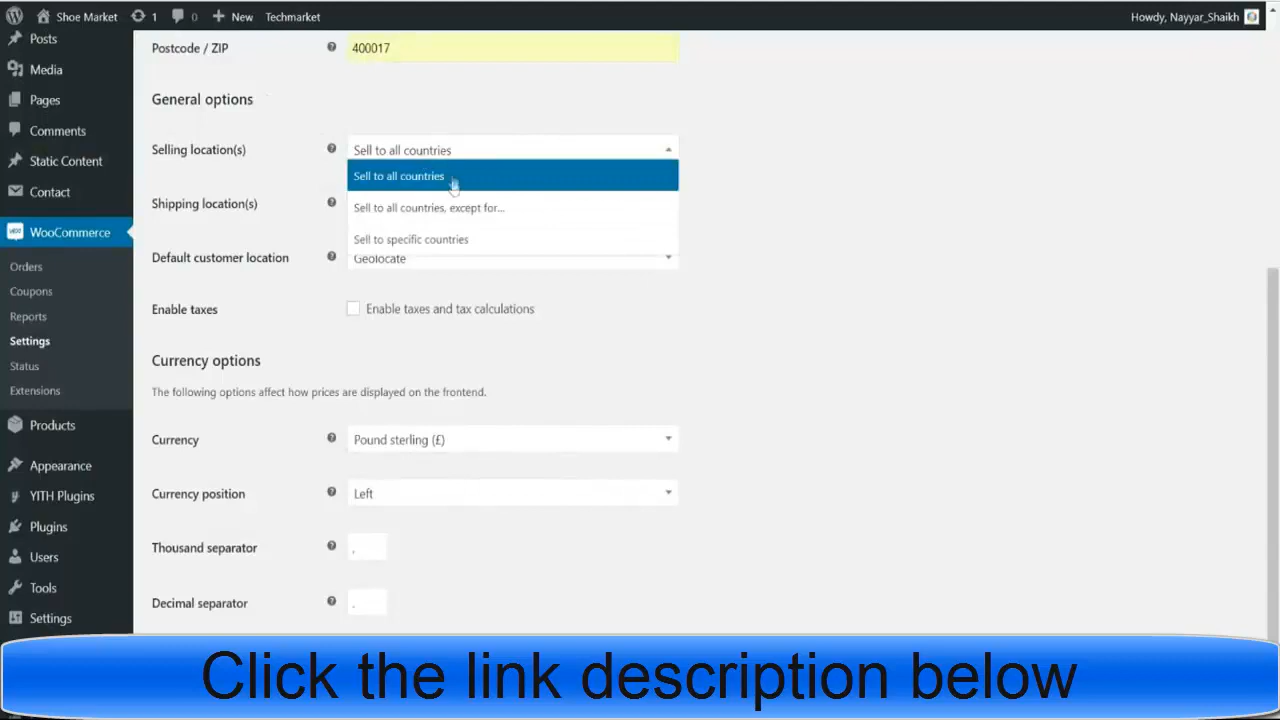 Shoe Market 1 0 New Techmarket Howdy, Nayyar_Shaikh
Posts
Media
Pages
Comments
Static Content
Contact
WooCommerce
Orders
Coupons
Reports
Settings
Status
Extensions
Products
Appearance
YITH Plugins
Plugins
Users
Tools
Settings
Postcode / ZIP ? 400017
General options
Selling location(s) ? Sell to all countries
Sell to all countries
Shipping location(s) ? Sell to all countries, except for...
Sell to specific countries
Default customer location ? Geolocate
Enable taxes Enable taxes and tax calculations
Currency options
The following options affect how prices are displayed on the frontend.
Currency ? Pound sterling (£)
Currency position ? Left
Thousand separator ? ,
Decimal separator ? .
Click the link description below